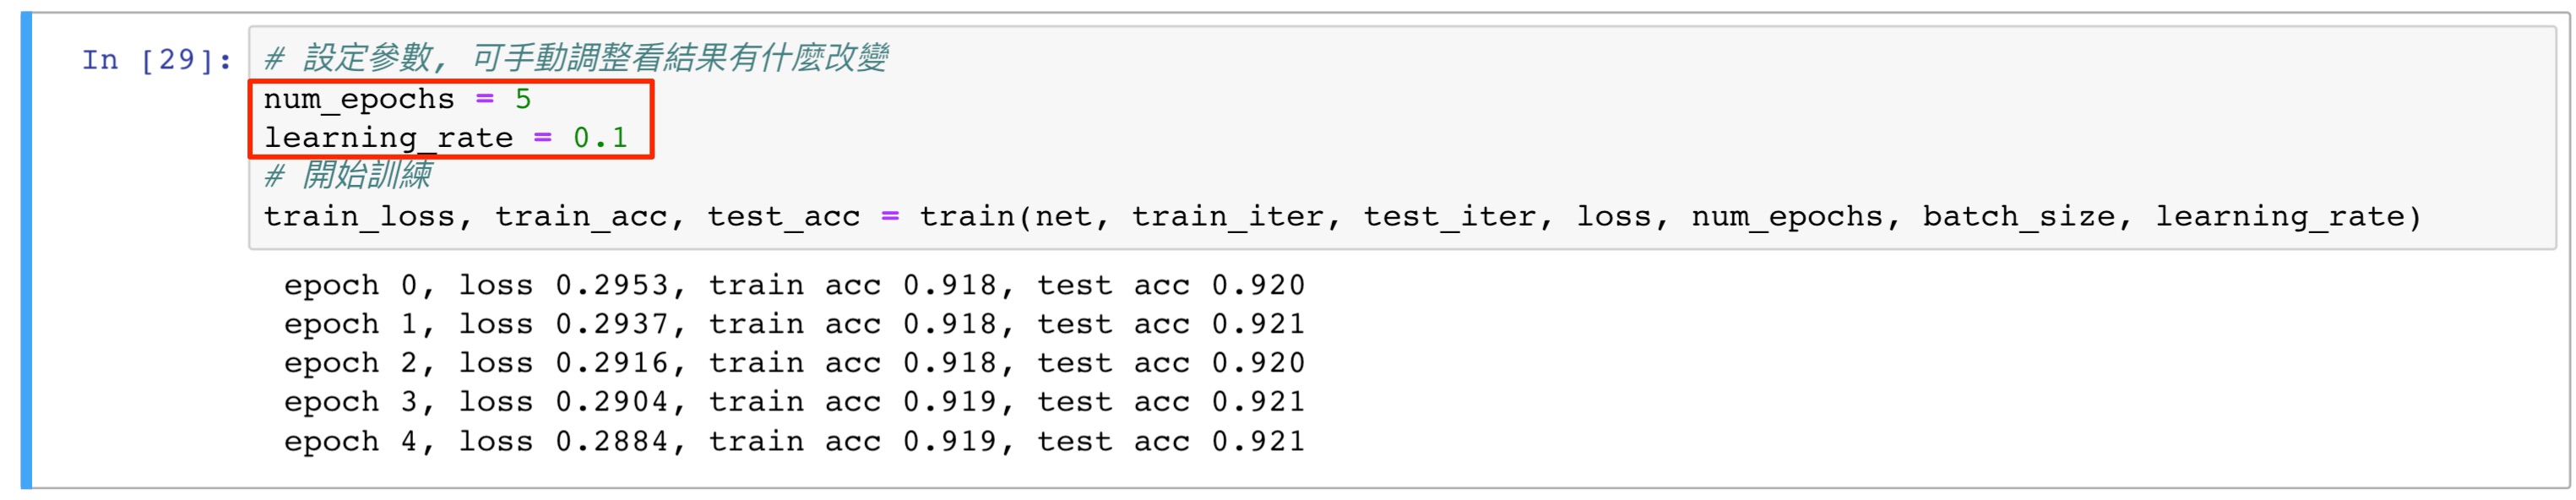 In [29]:
# 設定參數, 可手動調整看結果有什麼改變
num_epochs = 5
learning_rate = 0.1
# 開始訓練
train_loss, train_acc, test_acc = train(net, train_iter, test_iter, loss, num_epochs, batch_size, learning_rate)
epoch 0, loss 0.2953, train acc 0.918, test acc 0.920
epoch 1, loss 0.2937, train acc 0.918, test acc 0.921
epoch 2, loss 0.2916, train acc 0.918, test acc 0.920
epoch 3, loss 0.2904, train acc 0.919, test acc 0.921
epoch 4, loss 0.2884, train acc 0.919, test acc 0.921